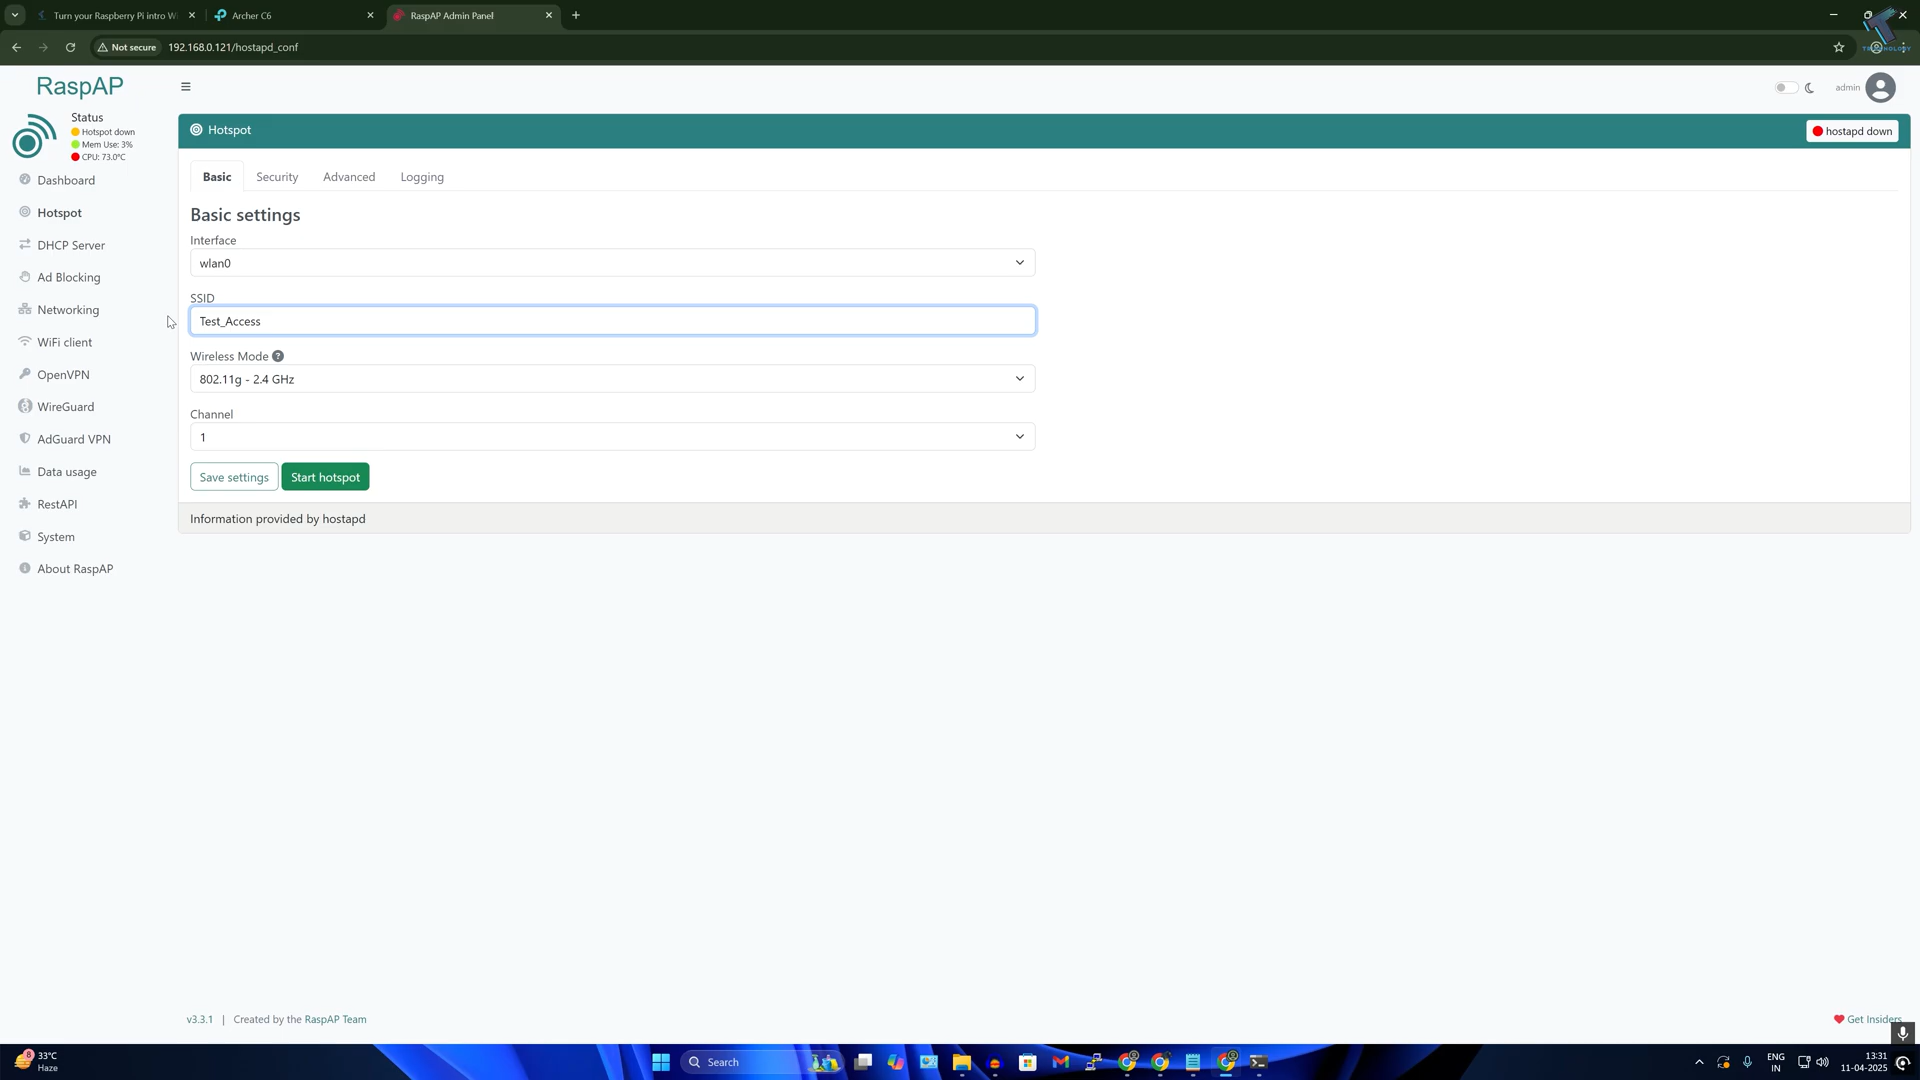 Turn your Raspberry Pi intro Wi
Archer C6
RaspAP Admin Panel
Not secure
192.168.0.121/hostapd_conf
RaspAP
admin
Status
Hotspot down
Mem Use: 3%
CPU: 73.0°C
Hotspot
hostapd down
Dashboard
Hotspot
DHCP Server
Ad Blocking
Networking
WiFi client
OpenVPN
WireGuard
AdGuard VPN
Data usage
RestAPI
System
About RaspAP
Basic
Security
Advanced
Logging
Basic settings
Interface
wlan0
SSID
Test_Access
Wireless Mode
802.11g - 2.4 GHz
Channel
1
Save settings
Start hotspot
Information provided by hostapd
v3.3.1 | Created by the RaspAP Team
Get Insiders
8
33°C
Haze
Search
ENG
IN
13:31
11-04-2025